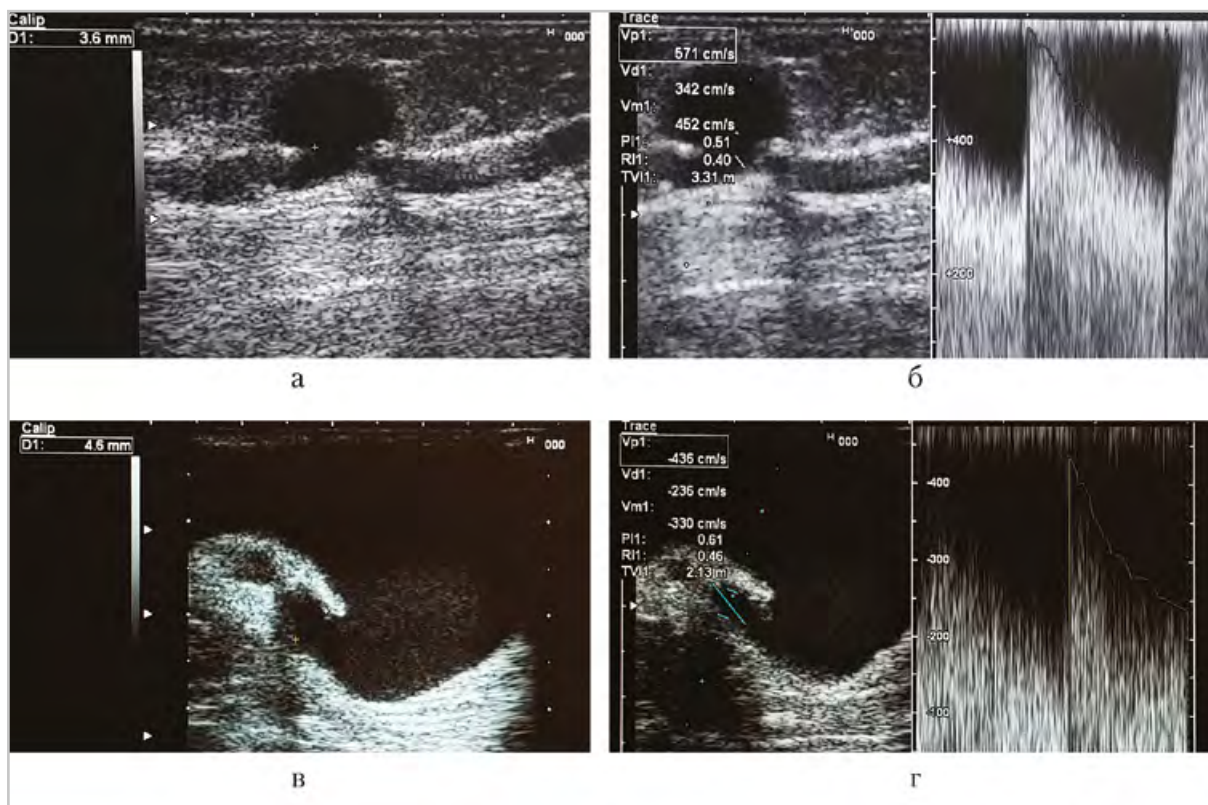 Calip
D1: 3.6 mm
H 000
Trace
Vp1:
571 cm/s
Vd1:
342 cm/s
Vm1:
452 cm/s
PI1: 0.51
RI1: 0.40
TVI1: 3.31 m
H 000
+400
+200
а
б
Calip
D1: 4.6 mm
H 000
Trace
Vp1:
-436 cm/s
Vd1:
-236 cm/s
Vm1:
-330 cm/s
PI1: 0.61
RI1: 0.46
TVI1: 2.13 m
H 000
-400
-300
-200
-100
в
г